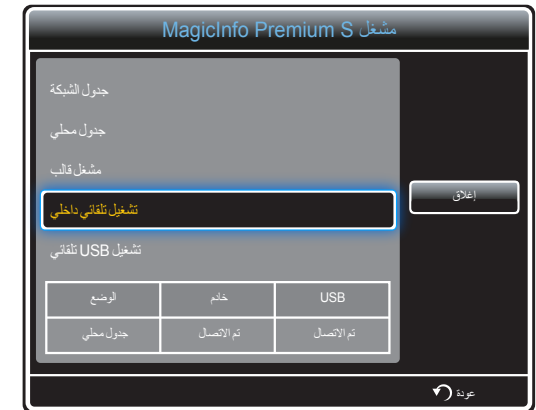 مشغل MagicInfo Premium S
جدول الشبكة
جدول محلي
مشغل قالب
تشغيل تلقائي داخلي
تشغيل USB تلقائي
إغلاق
الوضع خادم USB
جدول محلي تم الاتصال تم الاتصال
عودة